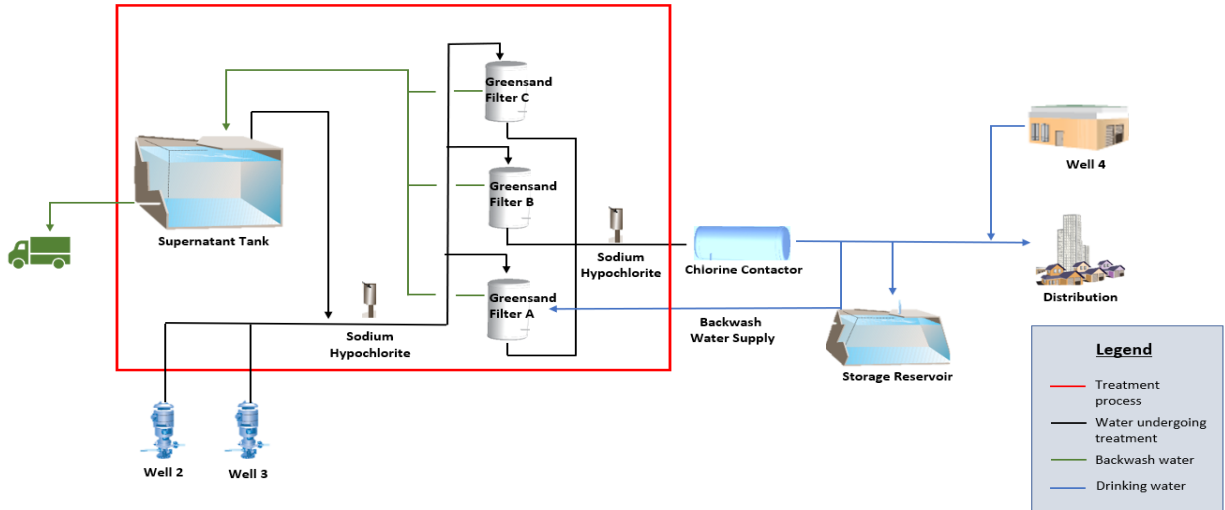 Greensand
Filter C
Well 4
Greensand
Filter B
Supernatant Tank
Sodium
Hypochlorite
Chlorine Contactor
Distribution
Greensand
Filter A
Sodium
Hypochlorite
Backwash
Water Supply
Storage Reservoir
Well 2
Well 3
Legend
Treatment
process
Water undergoing
treatment
Backwash water
Drinking water